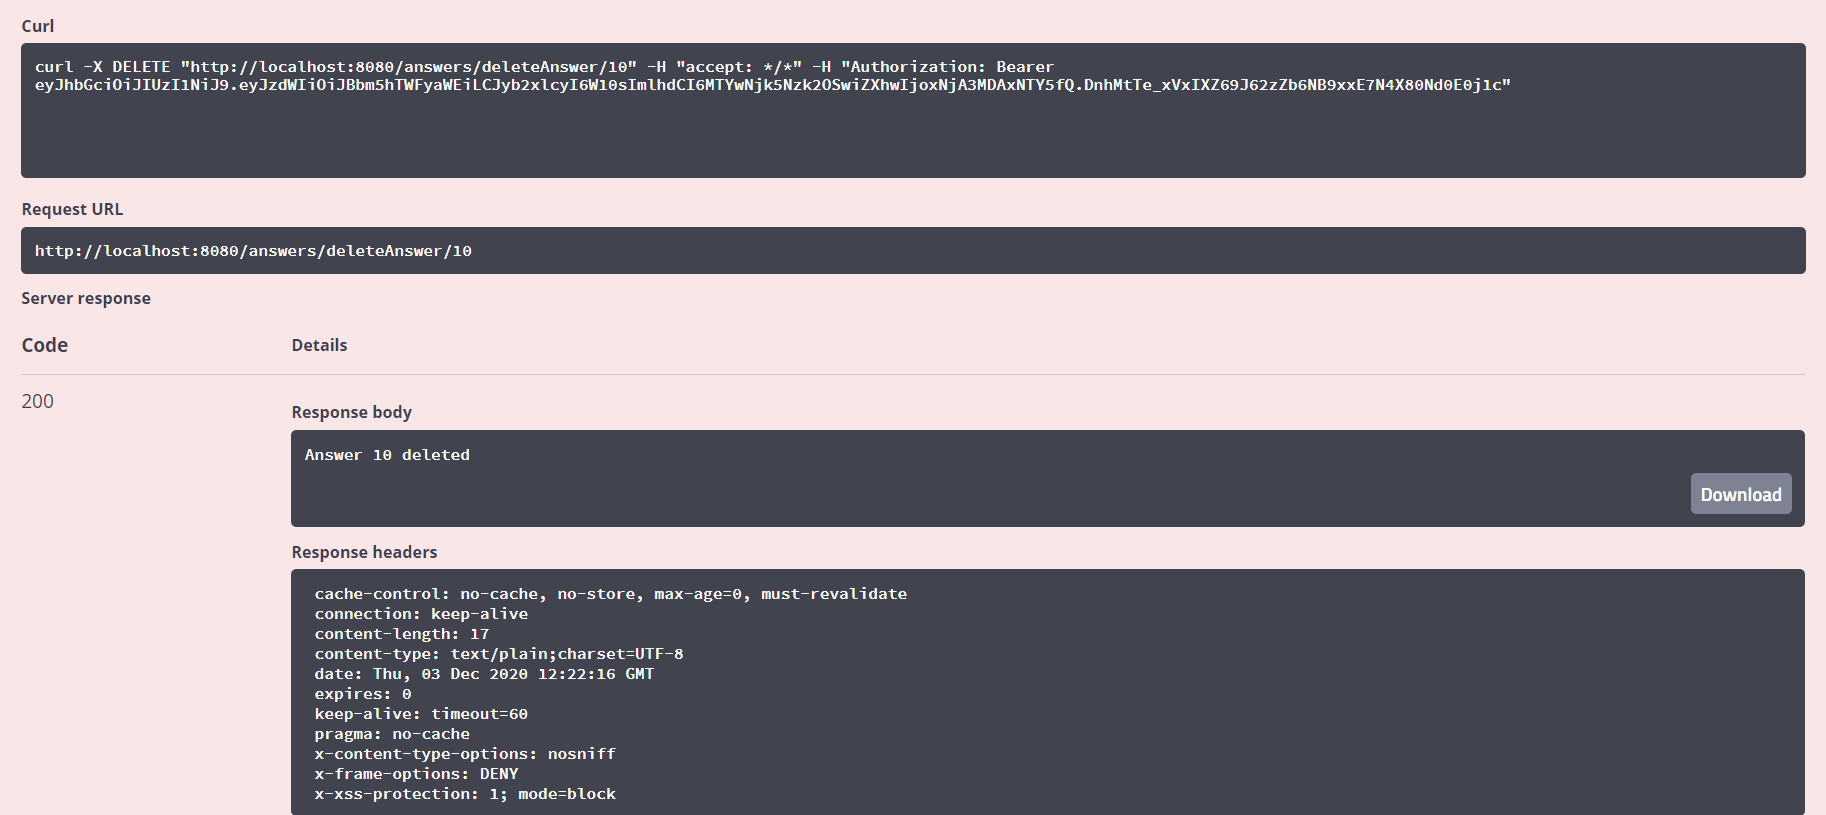 Curl
curl -X DELETE "http://localhost:8080/answers/deleteAnswer/10" -H "accept: */*" -H "Authorization: Bearer
eyJhbGciOiJIUzI1NiJ9.eyJzdWIiOiJBbm5hTWFyaWEiLCJyb2xlcyI6W10sImlhdCI6MTYwNjk5Nzk2OSwiZXhwIjoxNjA3MDAxNTY5fQ.DnhMtTe_xVxIXZ69J62zZb6NB9xxE7N4X80Nd0E0j1c"
Request URL
http://localhost:8080/answers/deleteAnswer/10
Server response
Code Details
200
Response body
Answer 10 deleted
Download
Response headers
cache-control: no-cache, no-store, max-age=0, must-revalidate
connection: keep-alive
content-length: 17
content-type: text/plain;charset=UTF-8
date: Thu, 03 Dec 2020 12:22:16 GMT
expires: 0
keep-alive: timeout=60
pragma: no-cache
x-content-type-options: nosniff
x-frame-options: DENY
x-xss-protection: 1; mode=block